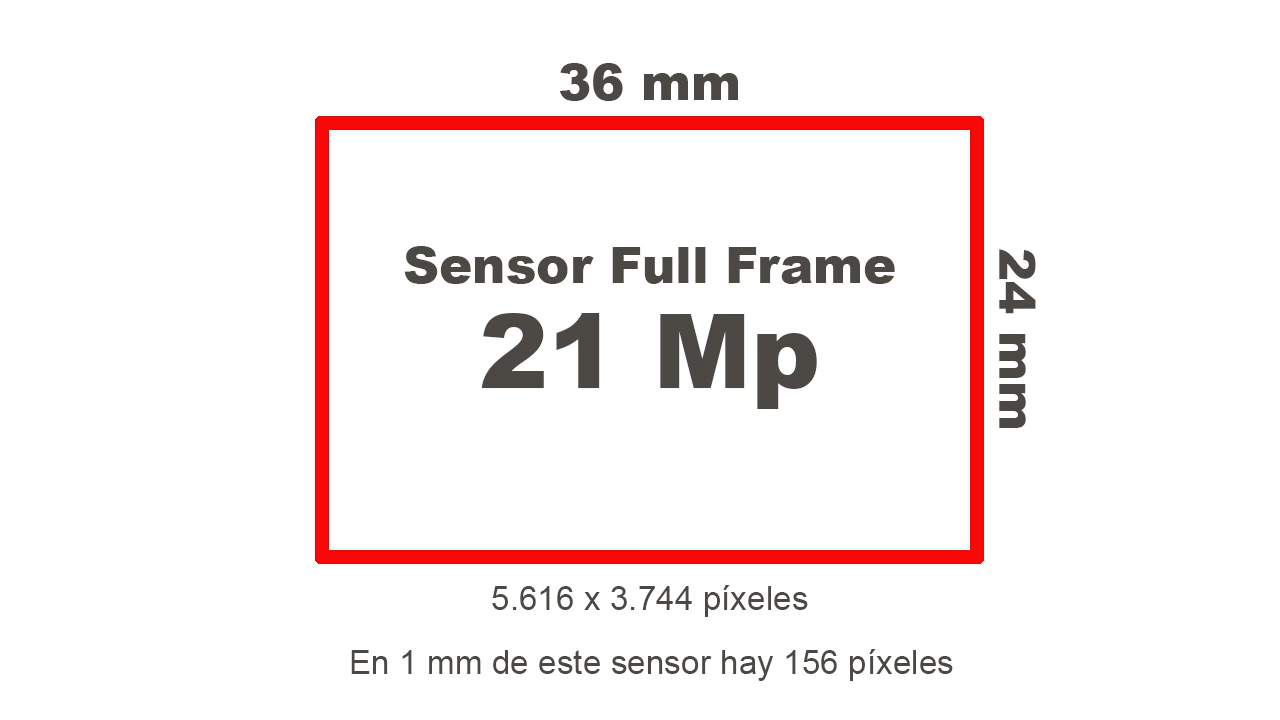 36 mm
Sensor Full Frame
21 Mp
24 mm
5.616 x 3.744 píxeles
En 1 mm de este sensor hay 156 píxeles